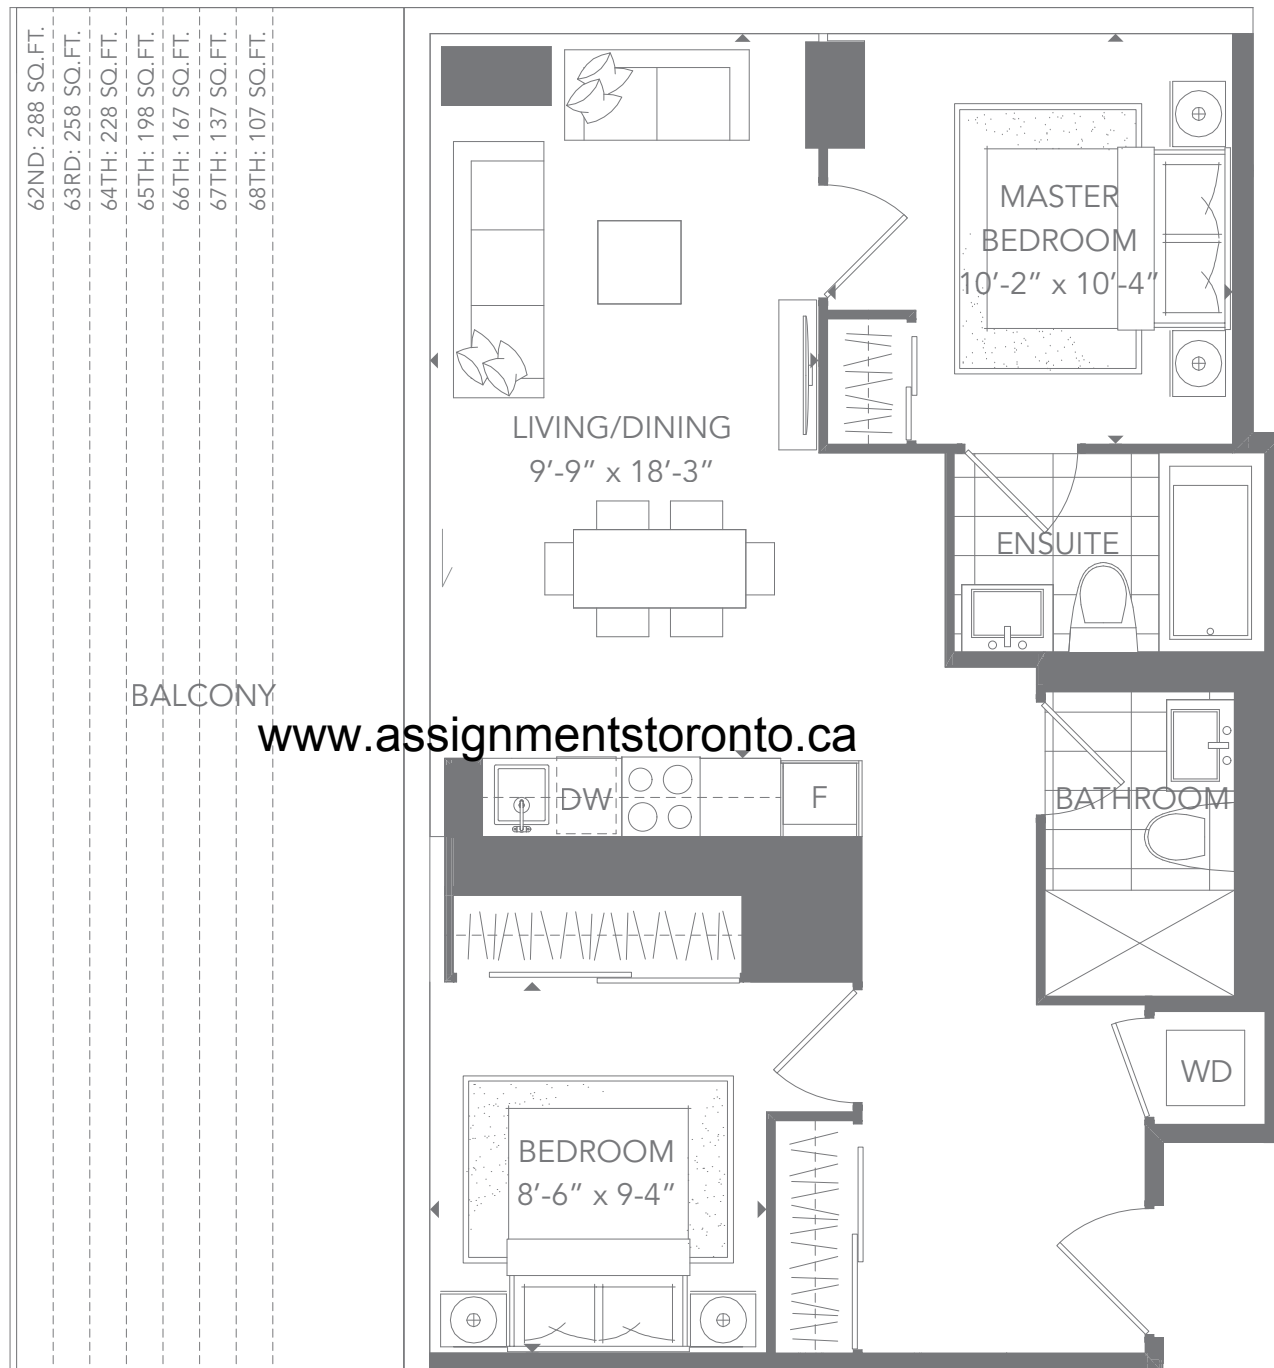 62ND: 288 SQ.FT.
63RD: 258 SQ.FT.
64TH: 228 SQ.FT.
65TH: 198 SQ.FT.
66TH: 167 SQ.FT.
67TH: 137 SQ.FT.
68TH: 107 SQ.FT.
MASTER
BEDROOM
10'-2" x 10'-4"
LIVING/DINING
9'-9" x 18'-3"
ENSUITE
BALCONY
www.assignmentstoronto.ca
DW
F
BATHROOM
WD
BEDROOM
8'-6" x 9-4"